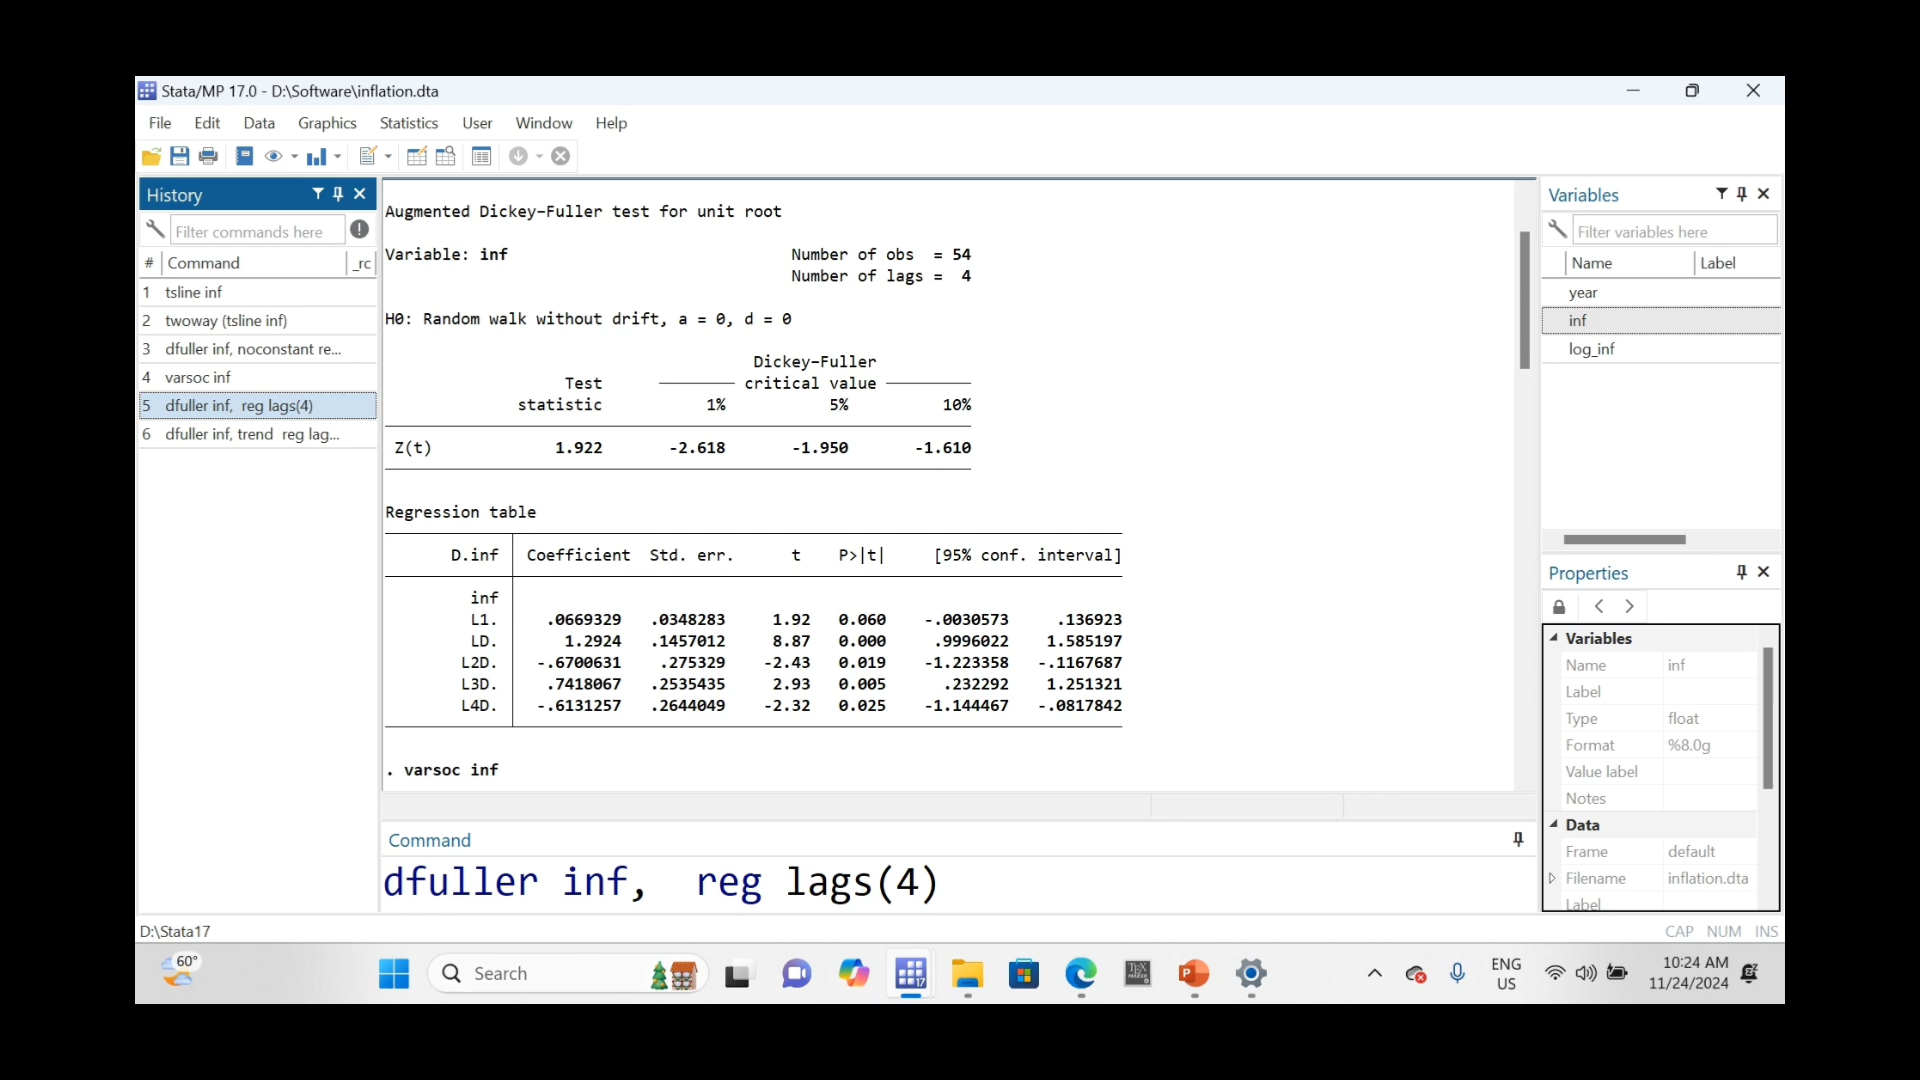 Stata/MP 17.0 - D:\Software\inflation.dta
File Edit Data Graphics Statistics User Window Help
History
Filter commands here
# Command _rc
1 tsline inf
2 twoway (tsline inf)
3 dfuller inf, noconstant re...
4 varsoc inf
5 dfuller inf, reg lags(4)
6 dfuller inf, trend reg lag...
Augmented Dickey–Fuller test for unit root
Variable: inf Number of obs = 54
Number of lags = 4
H0: Random walk without drift, a = 0, d = 0
Dickey–Fuller
Test critical value
statistic 1% 5% 10%
Z(t) 1.922 -2.618 -1.950 -1.610
Regression table
D.inf Coefficient Std. err. t P>|t| [95% conf. interval]
inf
L1. .0669329 .0348283 1.92 0.060 -.0030573 .136923
LD. 1.2924 .1457012 8.87 0.000 .9996022 1.585197
L2D. -.6700631 .275329 -2.43 0.019 -1.223358 -.1167687
L3D. .7418067 .2535435 2.93 0.005 .232292 1.251321
L4D. -.6131257 .2644049 -2.32 0.025 -1.144467 -.0817842
. varsoc inf
Command
dfuller inf, reg lags(4)
Variables
Filter variables here
Name Label
year
inf
log_inf
Properties
Variables
Name inf
Label
Type float
Format %8.0g
Value label
Notes
Data
Frame default
Filename inflation.dta
Label
D:\Stata17
CAP NUM INS
60°
Search
17
P
ENG
US
10:24 AM
11/24/2024